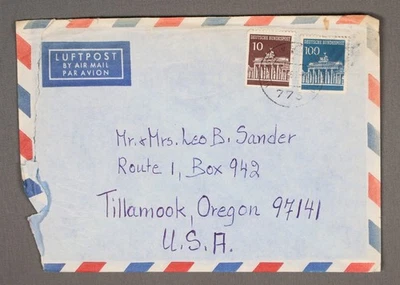 LUFTPOST
BY AIR MAIL
PAR AVION
DEUTSCHE BUNDESPOST
10
DEUTSCHE BUNDESPOST
100
Mr. & Mrs. Leo B. Sander
Route 1, Box 942
Tillamook, Oregon 97141
U.S.A.